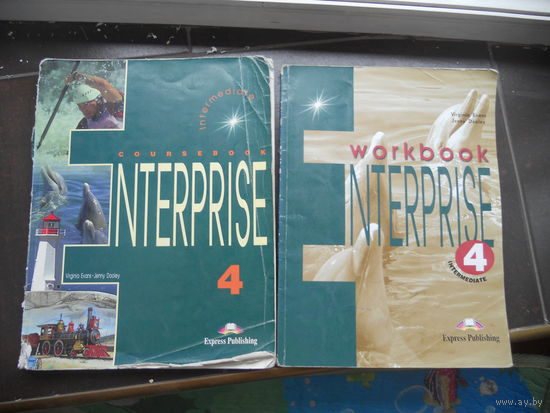 Intermediate
COURSEBOOK
ENTERPRISE
4
Virginia Evans - Jenny Dooley
Express Publishing
Virginia Evans
Jenny Dooley
workbook
ENTERPRISE
4
INTERMEDIATE
Express Publishing
www.ay.by